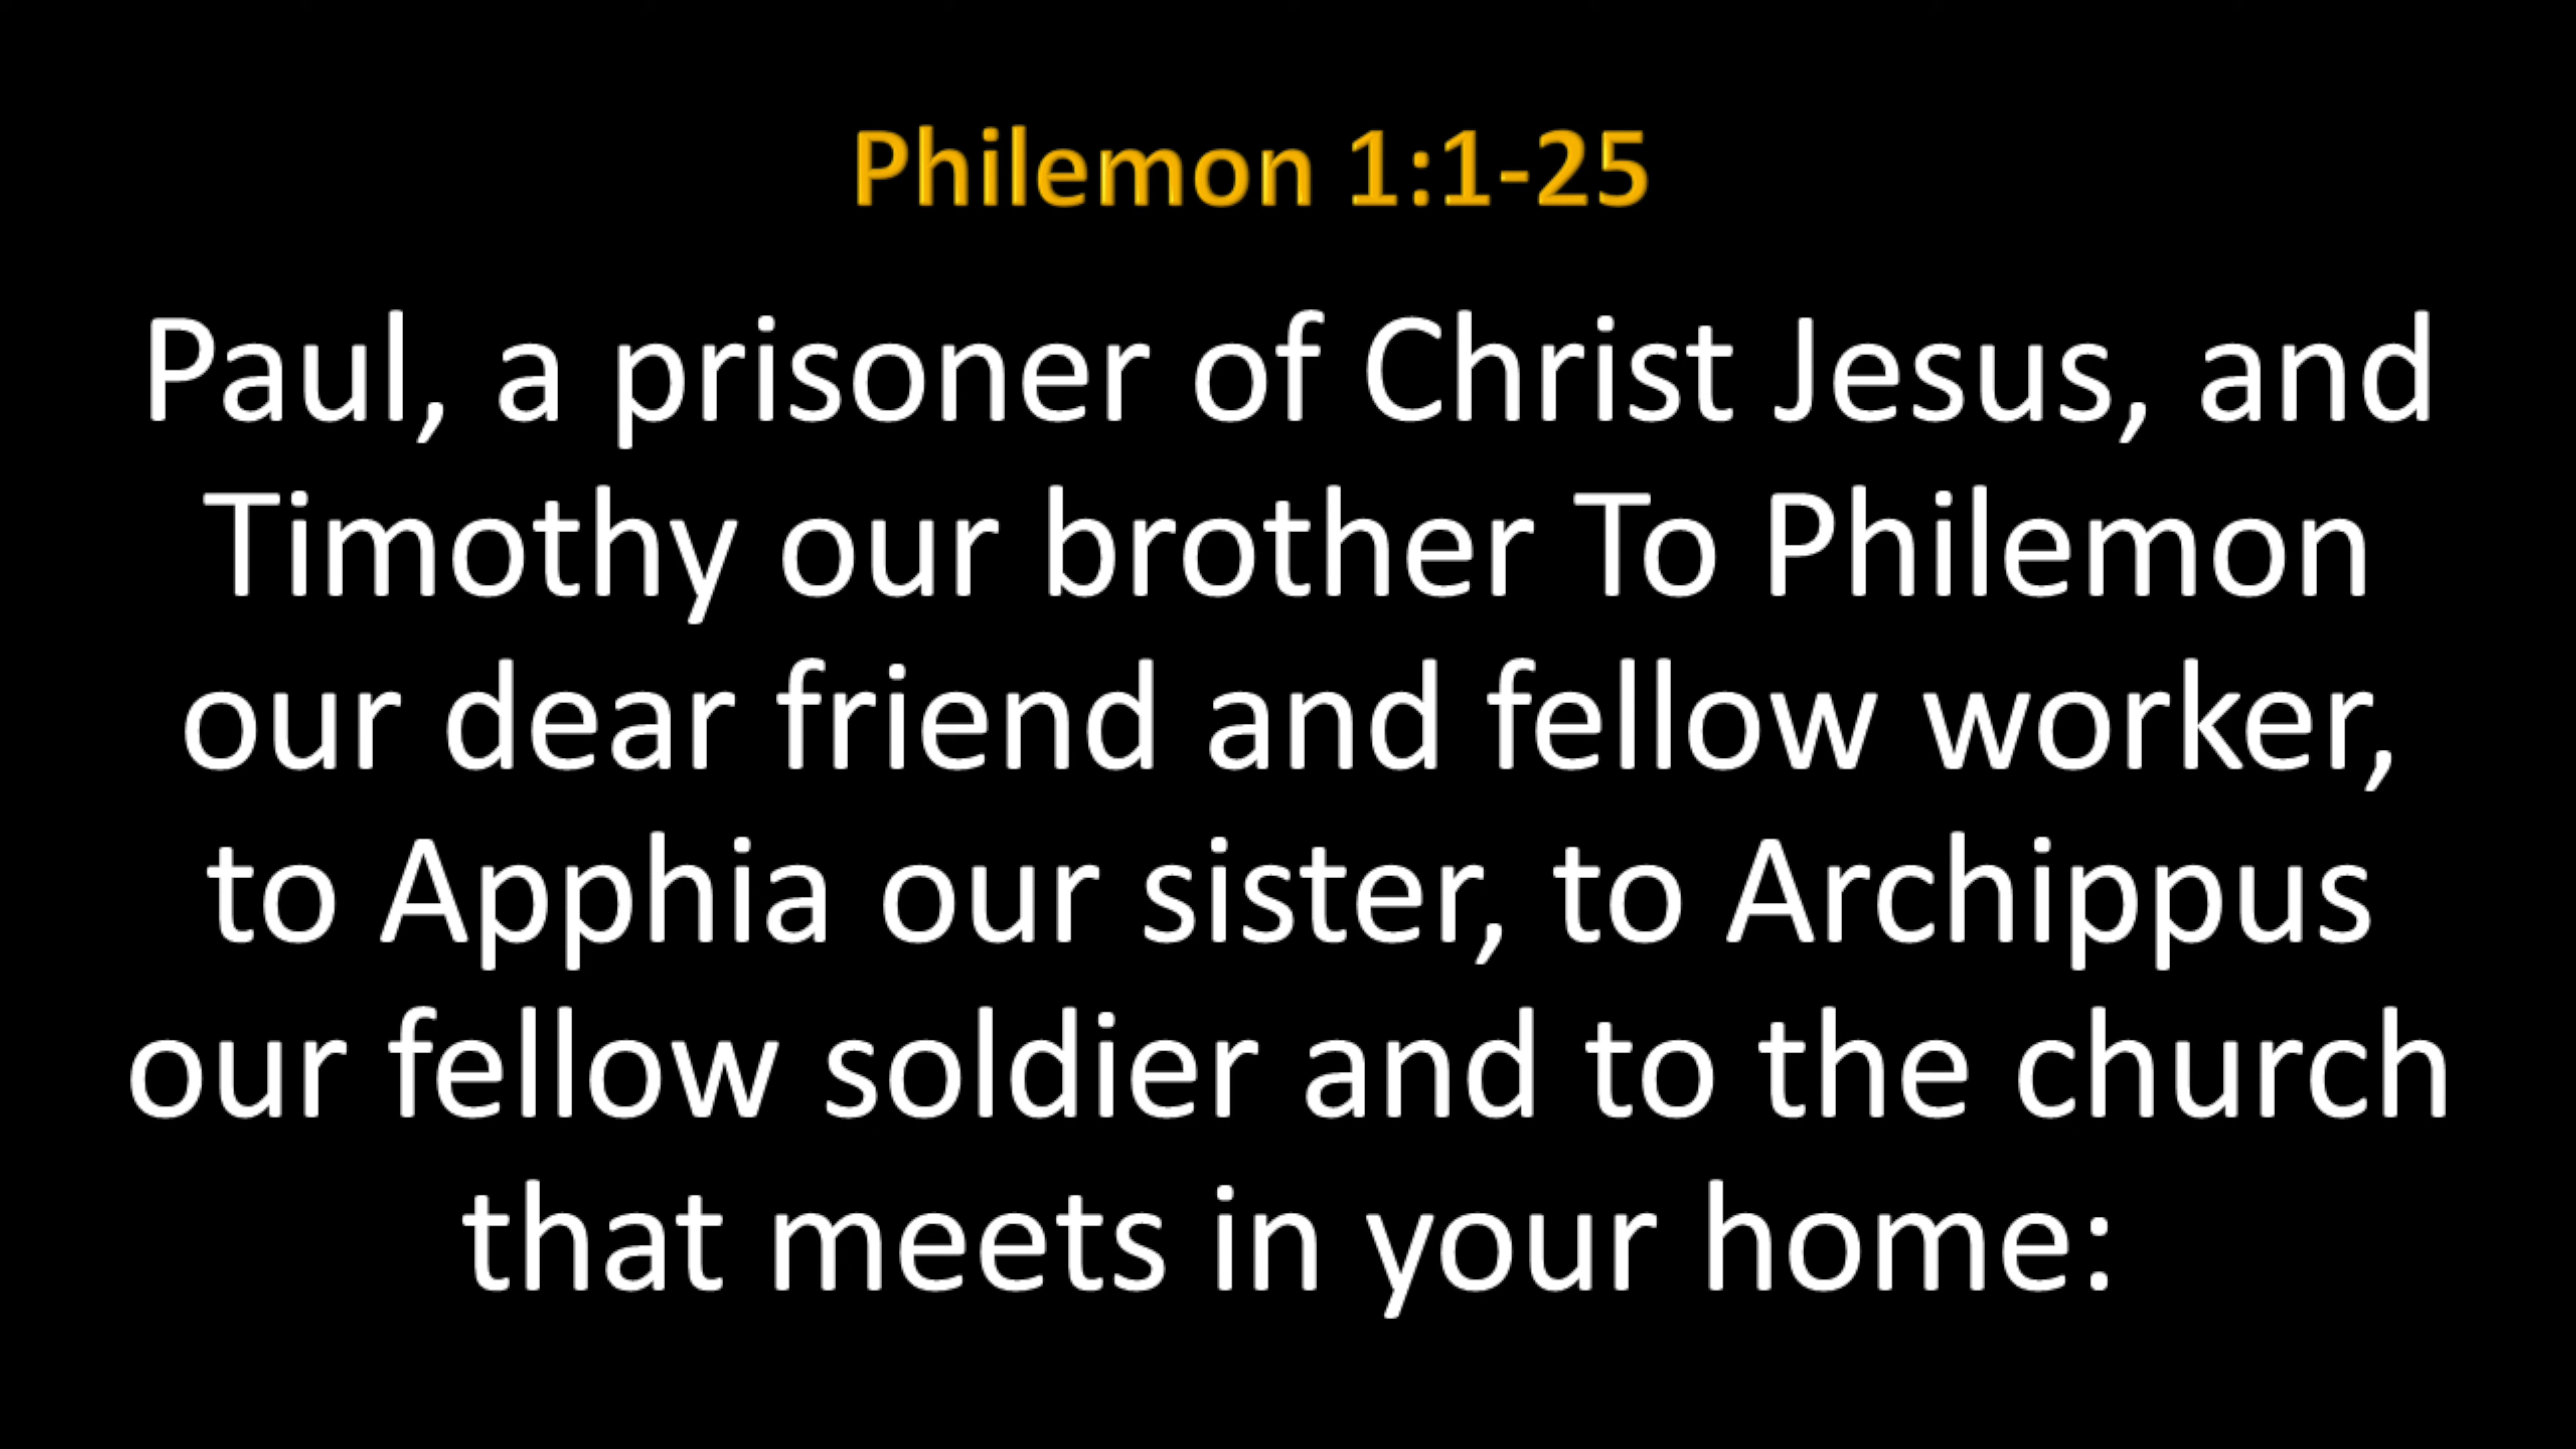 Philemon 1:1-25
Paul, a prisoner of Christ Jesus, and
Timothy our brother To Philemon
our dear friend and fellow worker,
to Apphia our sister, to Archippus
our fellow soldier and to the church
that meets in your home: